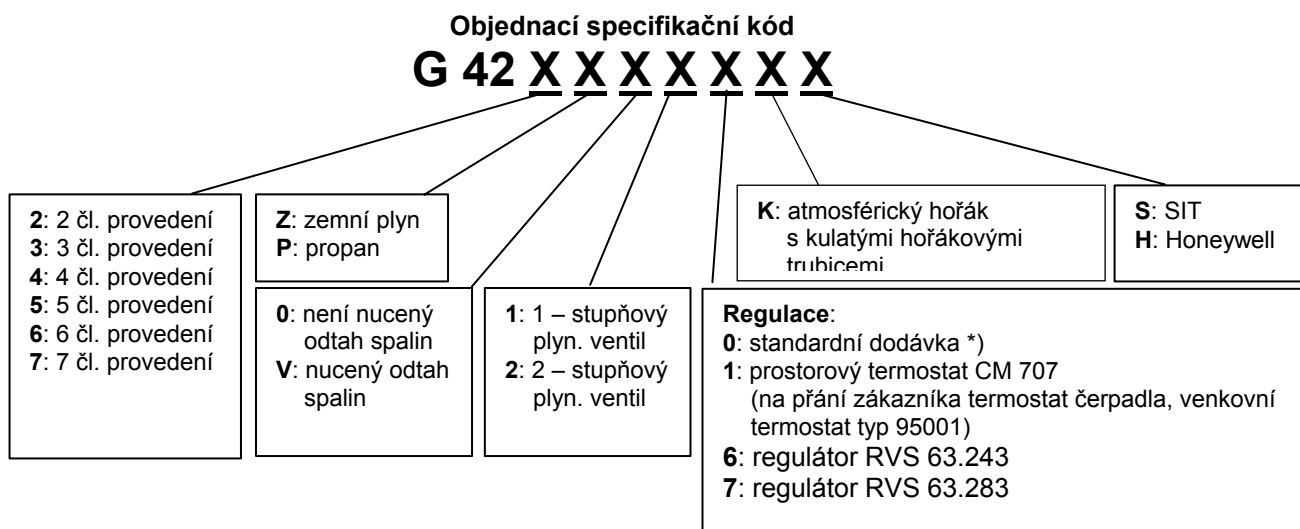 Objednací specifikační kód
G 42 X X X X X X X
2: 2 čl. provedení
3: 3 čl. provedení
4: 4 čl. provedení
5: 5 čl. provedení
6: 6 čl. provedení
7: 7 čl. provedení
Z: zemní plyn
P: propan
0: není nucený
odtah spalin
V: nucený odtah
spalin
1: 1 – stupňový
plyn. ventil
2: 2 – stupňový
plyn. ventil
Regulace:
0: standardní dodávka *)
1: prostorový termostat CM 707
(na přání zákazníka termostat čerpadla, venkovní
termostat typ 95001)
6: regulátor RVS 63.243
7: regulátor RVS 63.283
K: atmosférický hořák
s kulatými hořákovými
trubicemi
S: SIT
H: Honeywell